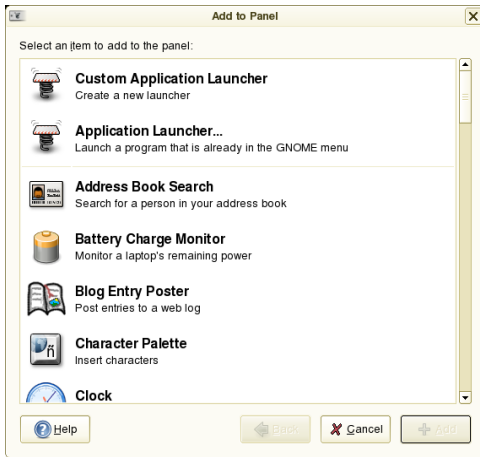 Add to Panel
Select an item to add to the panel:
Custom Application Launcher
Create a new launcher
Application Launcher...
Launch a program that is already in the GNOME menu
Address Book Search
Search for a person in your address book
Battery Charge Monitor
Monitor a laptop's remaining power
Blog Entry Poster
Post entries to a web log
Character Palette
Insert characters
Clock
Help
Back
Cancel
Add